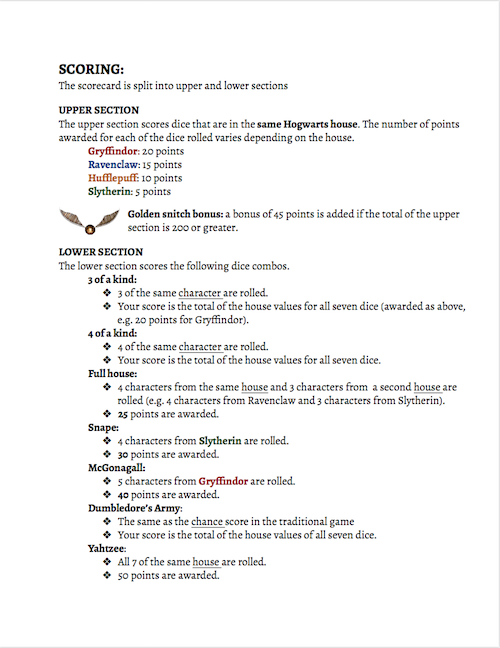 SCORING:
The scorecard is split into upper and lower sections
UPPER SECTION
The upper section scores dice that are in the same Hogwarts house. The number of points
awarded for each of the dice rolled varies depending on the house.
Gryffindor: 20 points
Ravenclaw: 15 points
Hufflepuff: 10 points
Slytherin: 5 points
Golden snitch bonus: a bonus of 45 points is added if the total of the upper
section is 200 or greater.
LOWER SECTION
The lower section scores the following dice combos.
3 of a kind:
❖ 3 of the same character are rolled.
❖ Your score is the total of the house values for all seven dice (awarded as above,
e.g. 20 points for Gryffindor).
4 of a kind:
❖ 4 of the same character are rolled.
❖ Your score is the total of the house values for all seven dice.
Full house:
❖ 4 characters from the same house and 3 characters from a second house are
rolled (e.g. 4 characters from Ravenclaw and 3 characters from Slytherin).
❖ 25 points are awarded.
Snape:
❖ 4 characters from Slytherin are rolled.
❖ 30 points are awarded.
McGonagall:
❖ 5 characters from Gryffindor are rolled.
❖ 40 points are awarded.
Dumbledore's Army:
❖ The same as the chance score in the traditional game
❖ Your score is the total of the house values of all seven dice.
Yahtzee:
❖ All 7 of the same house are rolled.
❖ 50 points are awarded.